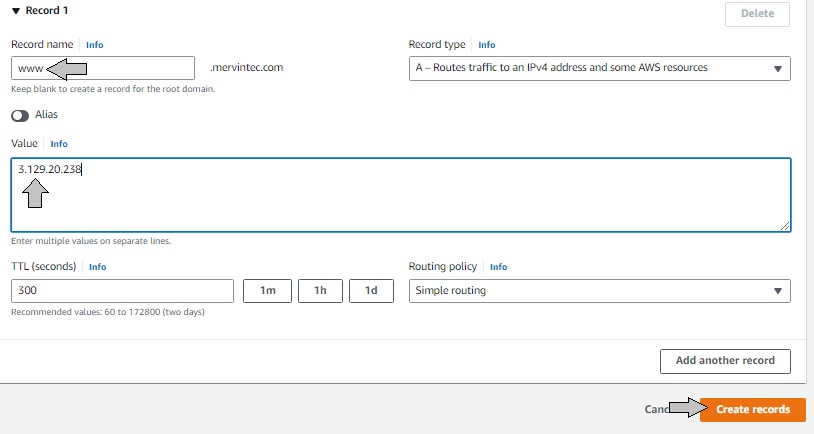 ▼ Record 1
Delete
Record name Info
Record type Info
www
.mervintec.com
A – Routes traffic to an IPv4 address and some AWS resources
Keep blank to create a record for the root domain.
Alias
Value Info
3.129.20.238
Enter multiple values on separate lines.
TTL (seconds) Info
Routing policy Info
300
1m
1h
1d
Simple routing
Recommended values: 60 to 172800 (two days)
Add another record
Create records